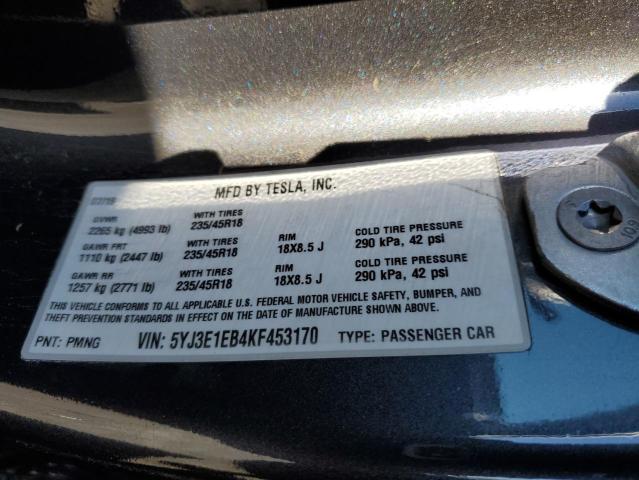 MFD BY TESLA, INC.
03/19
GVWR
2265 kg (4993 lb)
WITH TIRES
235/45R18
GAWR FRT
1110 kg (2447 lb)
WITH TIRES
235/45R18
RIM
18X8.5 J
COLD TIRE PRESSURE
290 kPa, 42 psi
GAWR RR
1257 kg (2771 lb)
WITH TIRES
235/45R18
RIM
18X8.5 J
COLD TIRE PRESSURE
290 kPa, 42 psi
THIS VEHICLE CONFORMS TO ALL APPLICABLE U.S. FEDERAL MOTOR VEHICLE SAFETY, BUMPER, AND
THEFT PREVENTION STANDARDS IN EFFECT ON THE DATE OF MANUFACTURE SHOWN ABOVE.
PNT: PMNG VIN: 5YJ3E1EB4KF453170 TYPE: PASSENGER CAR